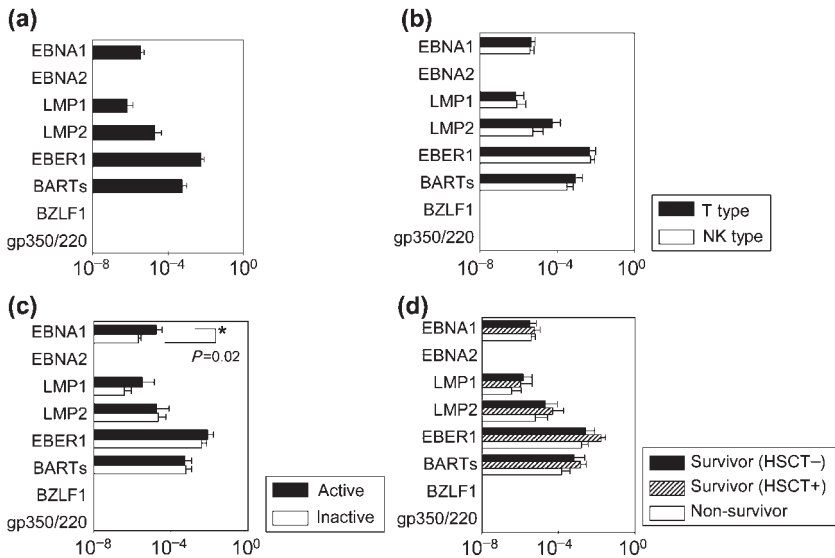 (a)
EBNA1
EBNA2
LMP1
LMP2
EBER1
BARTs
BZLF1
gp350/220
10⁻⁸ 10⁻⁴ 10⁰
(b)
EBNA1
EBNA2
LMP1
LMP2
EBER1
BARTs
BZLF1
gp350/220
10⁻⁸ 10⁻⁴ 10⁰
T type
NK type
(c)
EBNA1
EBNA2
LMP1
LMP2
EBER1
BARTs
BZLF1
gp350/220
10⁻⁸ 10⁻⁴ 10⁰
*
P=0.02
Active
Inactive
(d)
EBNA1
EBNA2
LMP1
LMP2
EBER1
BARTs
BZLF1
gp350/220
10⁻⁸ 10⁻⁴ 10⁰
Survivor (HSCT−)
Survivor (HSCT+)
Non-survivor